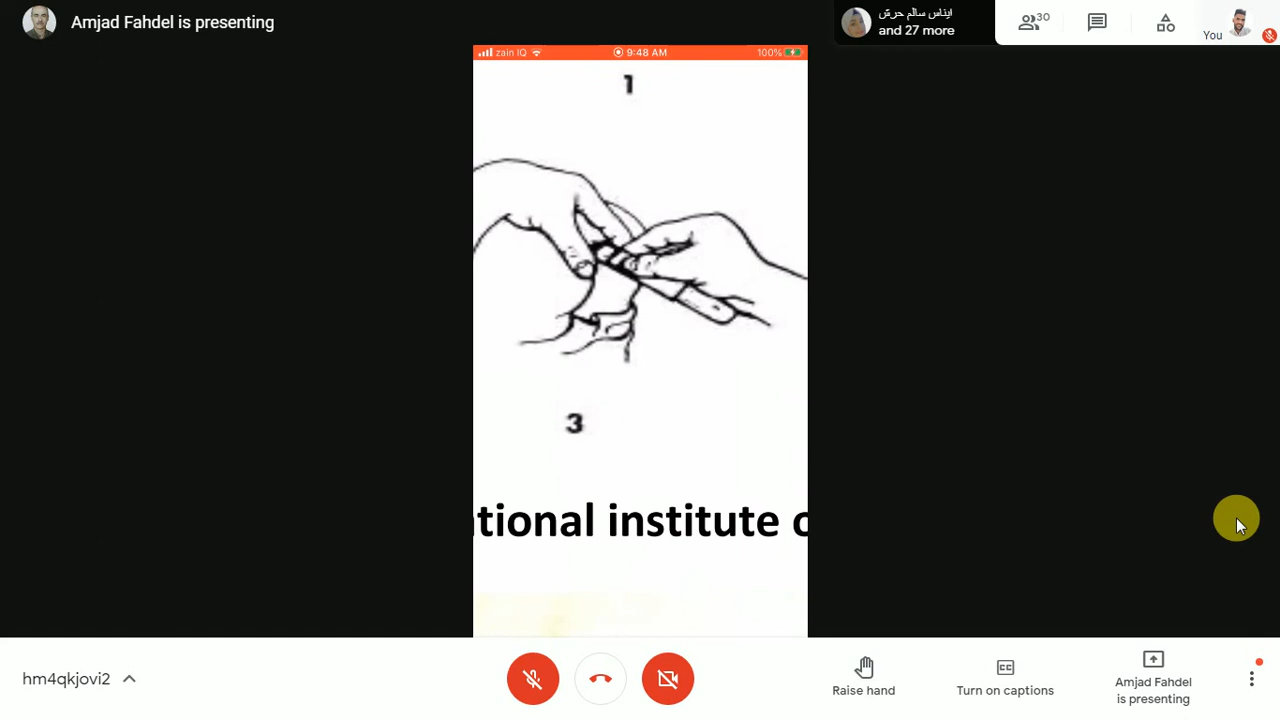 Amjad Fahdel is presenting
ايناس سالم حرش
and 27 more
30
You
zain IQ
9:48 AM
100%
1
3
tional institute o
hm4qkjovi2
Raise hand
CC
Turn on captions
Amjad Fahdel
is presenting